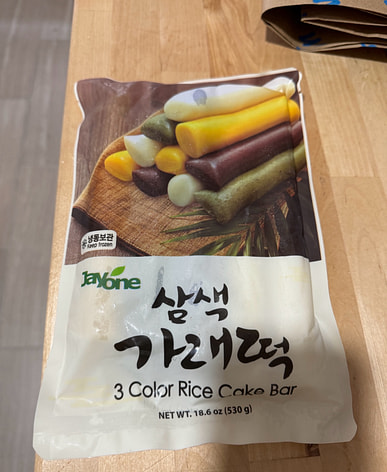 냉동보관
Keep frozen
Jayone
삼색
가래떡
3 Color Rice Cake Bar
NET WT. 18.6 oz (530 g)